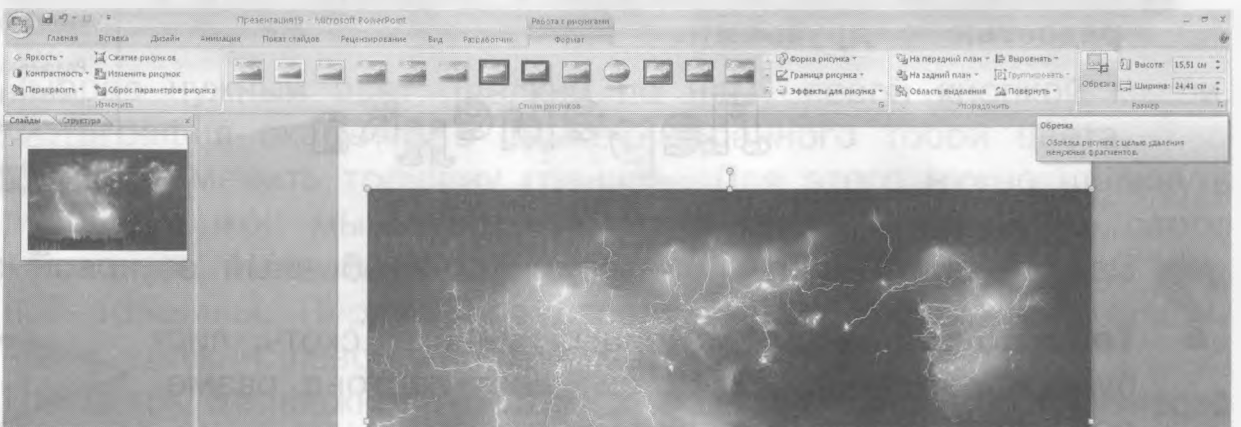 Презентация19 - Microsoft PowerPoint
Работа с рисунками
Главная Вставка Дизайн Анимация Показ слайдов Рецензирование Вид Разработчик Формат
Яркость Сжатие рисунков
Контрастность Изменить рисунок
Перекрасить Сброс параметров рисунка
Изменить
Стили рисунков
Форма рисунка
Граница рисунка
Эффекты для рисунка
На передний план Выровнять
На задний план Группировать
Область выделения Повернуть
Упорядочить
Обрезка
Высота: 15,51 см
Ширина: 24,41 см
Размер
Слайды Структура
Обрезка
Обрезка рисунка с целью удаления
ненужных фрагментов.
1